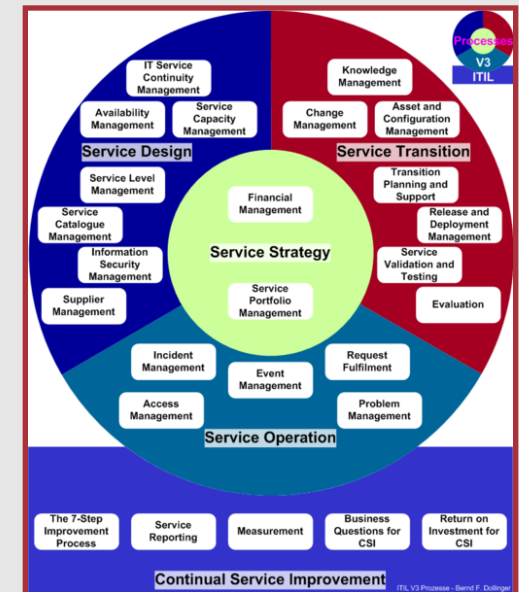 Processes
V3
ITIL
IT Service
Continuity
Management
Availability
Management
Service
Capacity
Management
Service Design
Service Level
Management
Service
Catalogue
Management
Information
Security
Management
Supplier
Management
Knowledge
Management
Change
Management
Asset and
Configuration
Management
Service Transition
Transition
Planning and
Support
Release and
Deployment
Management
Service
Validation and
Testing
Evaluation
Financial
Management
Service Strategy
Service
Portfolio
Management
Incident
Management
Event
Management
Request
Fulfilment
Access
Management
Problem
Management
Service Operation
The 7-Step
Improvement
Process
Service
Reporting
Measurement
Business
Questions for
CSI
Return on
Investment for
CSI
Continual Service Improvement
ITIL V3 Prozesse - Bernd F. Dollinger